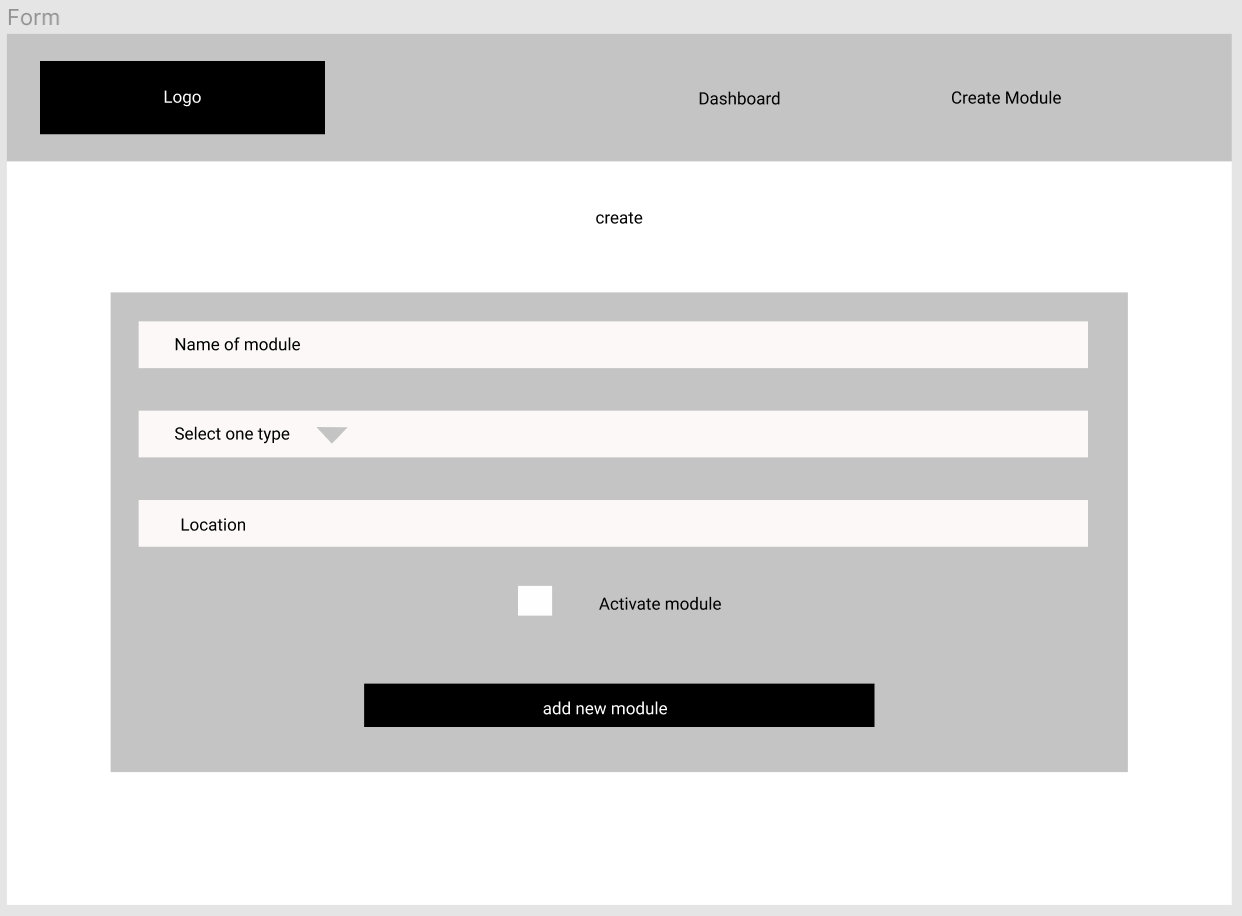 Form
Logo
Dashboard
Create Module
create
Name of module
Select one type
Location
Activate module
add new module